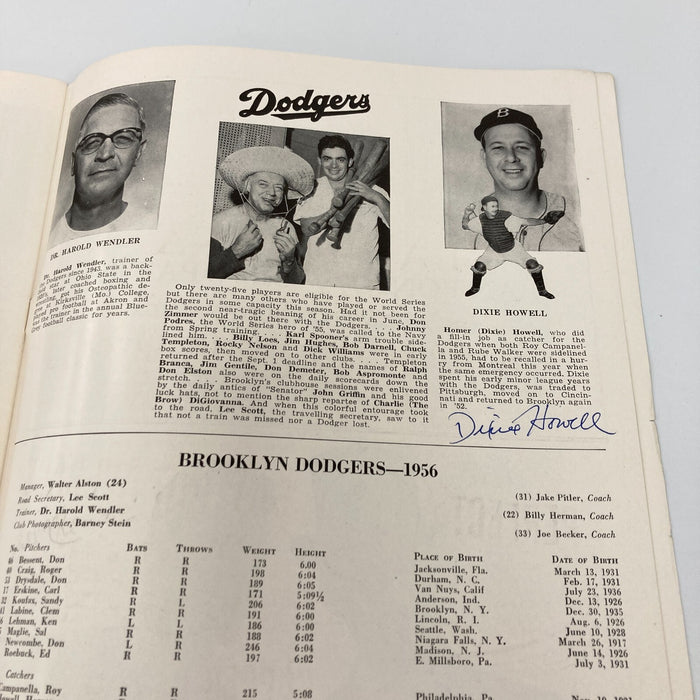 Dodgers
B
DR. HAROLD WENDLER
Dr. Harold Wendler, trainer of
Dodgers since 1943, was a back-
star at Ohio State in the
Later coached boxing and
got his Osteopathic de-
at Kirksville (Mo.) College,
pro football at Akron and
was the trainer in the annual Blue-
Grey football classic for years.
Only twenty-five players are eligible for the World Series
but there are many others who have played or served the
Dodgers in some capacity this season. Had it not been for
the second near-tragic beaning of his career in June, Don
Zimmer would be out there with the Dodgers. . . . Johnny
Podres, the World Series hero of '55, was called to the Navy
from Spring training. . . . Karl Spooner's arm trouble side-
lined him. . . . Billy Loes, Jim Hughes, Bob Darnell, Chuck
Templeton, Rocky Nelson and Dick Williams were in early
box scores, then moved on to other clubs. . . . Templeton
returned after the Sept. 1 deadline and the names of Ralph
Branca, Jim Gentile, Don Demeter, Bob Aspromonte and
Don Elston also were on the daily scorecards down the
stretch. . . . Brooklyn's clubhouse sessions were enlivened
by the daily antics of "Senator" John Griffin and his good
luck hats, not to mention the sharp repartee of Charlie (The
Brow) DiGiovanna. And when this colorful entourage took
to the road, Lee Scott, the travelling secretary, saw to it
that not a train was missed nor a Dodger lost.
DIXIE HOWELL
Homer (Dixie) Howell, who did
a fill-in job as catcher for the
Dodgers when both Roy Campanel-
la and Rube Walker were sidelined
in 1955, had to be recalled in a hur-
ry from Montreal this year when
the same emergency occurred. Dixie
spent his early minor league years
with the Dodgers, was traded to
Pittsburgh, moved on to Cincin-
nati and returned to Brooklyn again
in '52.
Dixie Howell
BROOKLYN DODGERS—1956
Manager, Walter Alston (24)
Road Secretary, Lee Scott
Trainer, Dr. Harold Wendler
Club Photographer, Barney Stein
(31) Jake Pitler, Coach
(22) Billy Herman, Coach
(33) Joe Becker, Coach
No. Pitchers BATS THROWS WEIGHT HEIGHT PLACE OF BIRTH DATE OF BIRTH
46 Bessent, Don R R 173 6.00 Jacksonville, Fla. March 13, 1931
40 Craig, Roger R R 198 6:04 Durham, N. C. Feb. 17, 1931
53 Drysdale, Don R R 189 6:05 Van Nuys, Calif July 23, 1936
17 Erskine, Carl R R 171 5:09½ Anderson, Ind. Dec. 13, 1926
32 Koufax, Sandy R L 206 6:02 Brooklyn, N. Y. Dec. 30, 1935
41 Labine, Clem R R 191 6:00 Lincoln, R. I. Aug. 6, 1926
Lehman, Ken L L 186 6:00 Seattle, Wash. June 10, 1928
Maglie, Sal R R 188 6:02 Niagara Falls, N. Y. March 26, 1917
Newcombe, Don L R 246 6:04 Madison, N. J. June 14, 1926
Roebuck, Ed R R 197 6:02 E. Millsboro, Pa. July 3, 1931
Catchers
Campanella, Roy R R 215 5:08 Philadelphia, Pa.